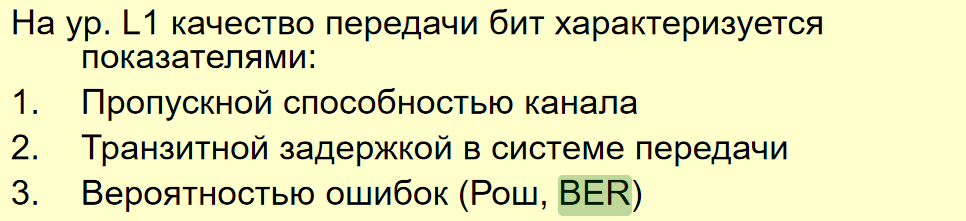 На ур. L1 качество передачи бит характеризуется
показателями:
1. Пропускной способностью канала
2. Транзитной задержкой в системе передачи
3. Вероятностью ошибок (Рош, BER)